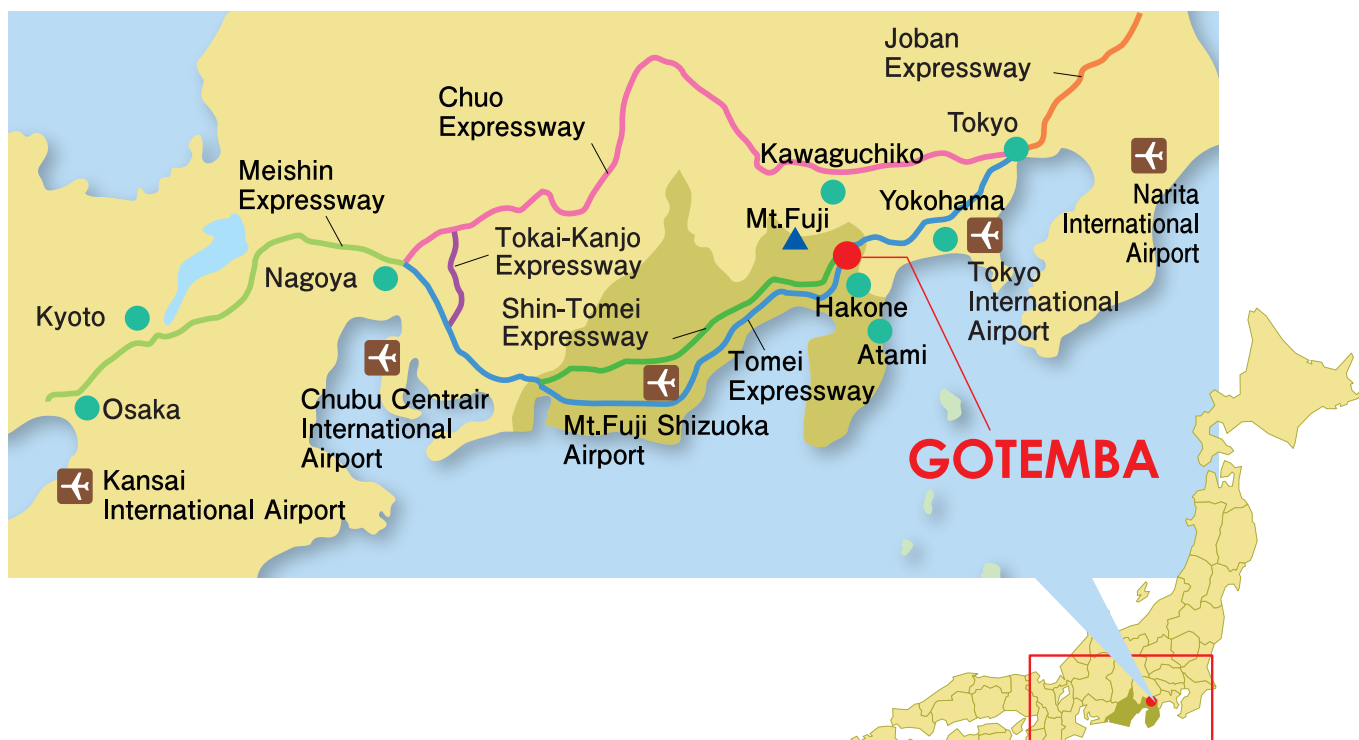 Joban
Expressway
Chuo
Expressway
Tokyo
Kawaguchiko
Meishin
Expressway
Narita
International
Airport
Yokohama
Mt.Fuji
Tokai-Kanjo
Expressway
Nagoya
Tokyo
International
Airport
Kyoto
Shin-Tomei
Expressway
Hakone
Atami
Tomei
Expressway
Osaka
Chubu Centrair
International
Airport
Mt.Fuji Shizuoka
Airport
GOTEMBA
Kansai
International Airport